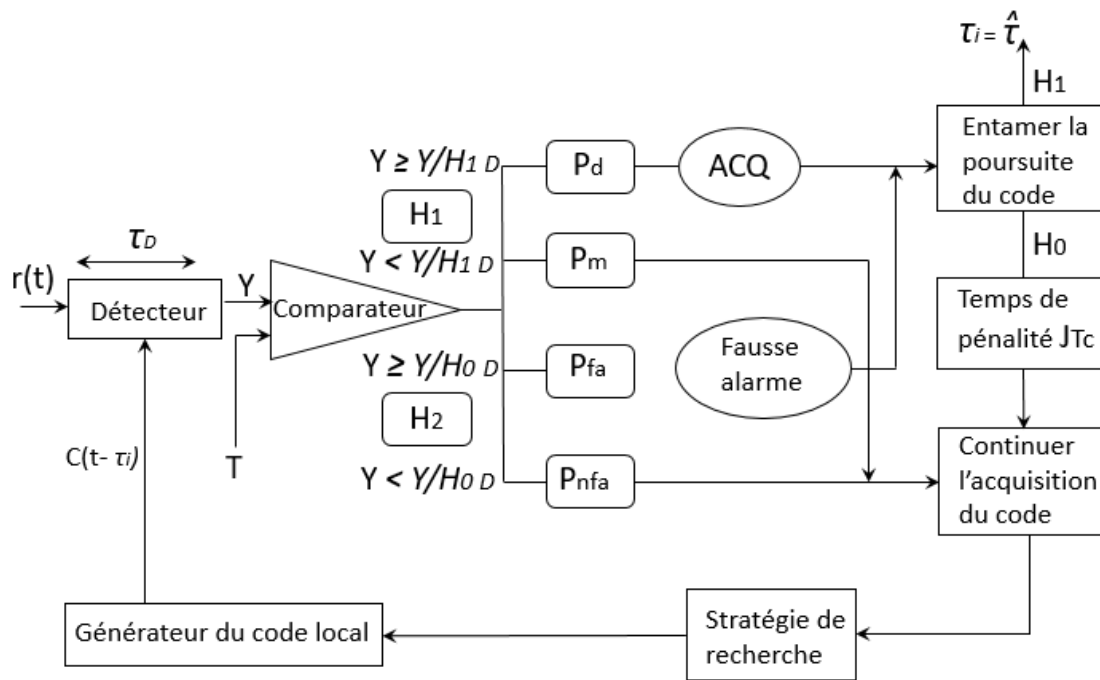 τi = τ̂
H1
Entamer la
poursuite
du code
Y ≥ Y/H1 D
Pd
ACQ
H1
τD
Y < Y/H1 D
Pm
H0
r(t)
Détecteur
Y
Comparateur
Temps de
pénalité JTc
Y ≥ Y/H0 D
Pfa
Fausse
alarme
H2
C(t- τi)
T
Y < Y/H0 D
Pnfa
Continuer
l'acquisition
du code
Générateur du code local
Stratégie de
recherche